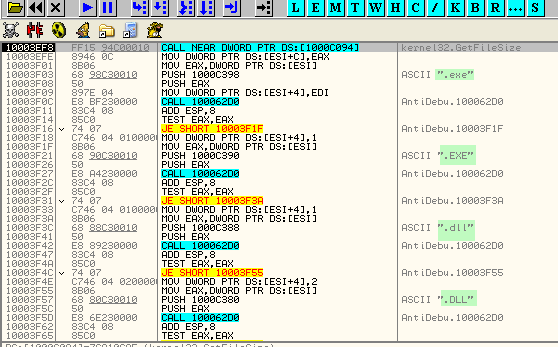 L E M T W H C / K B R ... S
10003EF8 FF15 94C00010 CALL NEAR DWORD PTR DS:[1000C094] kernel32.GetFileSize
10003EFE 8946 0C MOV DWORD PTR DS:[ESI+C],EAX
10003F01 8B06 MOV EAX,DWORD PTR DS:[ESI]
10003F03 68 98C30010 PUSH 1000C398 ASCII ".exe"
10003F08 50 PUSH EAX
10003F09 897E 04 MOV DWORD PTR DS:[ESI+4],EDI
10003F0C E8 BF230000 CALL 100062D0 AntiDebu.100062D0
10003F11 83C4 08 ADD ESP,8
10003F14 85C0 TEST EAX,EAX
10003F16 74 07 JE SHORT 10003F1F AntiDebu.10003F1F
10003F18 C746 04 0100000 MOV DWORD PTR DS:[ESI+4],1
10003F1F 8B06 MOV EAX,DWORD PTR DS:[ESI]
10003F21 68 90C30010 PUSH 1000C390 ASCII ".EXE"
10003F26 50 PUSH EAX
10003F27 E8 A4230000 CALL 100062D0 AntiDebu.100062D0
10003F2C 83C4 08 ADD ESP,8
10003F2F 85C0 TEST EAX,EAX
10003F31 74 07 JE SHORT 10003F3A AntiDebu.10003F3A
10003F33 C746 04 0100000 MOV DWORD PTR DS:[ESI+4],1
10003F3A 8B06 MOV EAX,DWORD PTR DS:[ESI]
10003F3C 68 88C30010 PUSH 1000C388 ASCII ".dll"
10003F41 50 PUSH EAX
10003F42 E8 89230000 CALL 100062D0 AntiDebu.100062D0
10003F47 83C4 08 ADD ESP,8
10003F4A 85C0 TEST EAX,EAX
10003F4C 74 07 JE SHORT 10003F55 AntiDebu.10003F55
10003F4E C746 04 0200000 MOV DWORD PTR DS:[ESI+4],2
10003F55 8B06 MOV EAX,DWORD PTR DS:[ESI]
10003F57 68 80C30010 PUSH 1000C380 ASCII ".DLL"
10003F5C 50 PUSH EAX
10003F5D E8 6E230000 CALL 100062D0 AntiDebu.100062D0
10003F62 83C4 08 ADD ESP,8
10003F65 85C0 TEST EAX,EAX